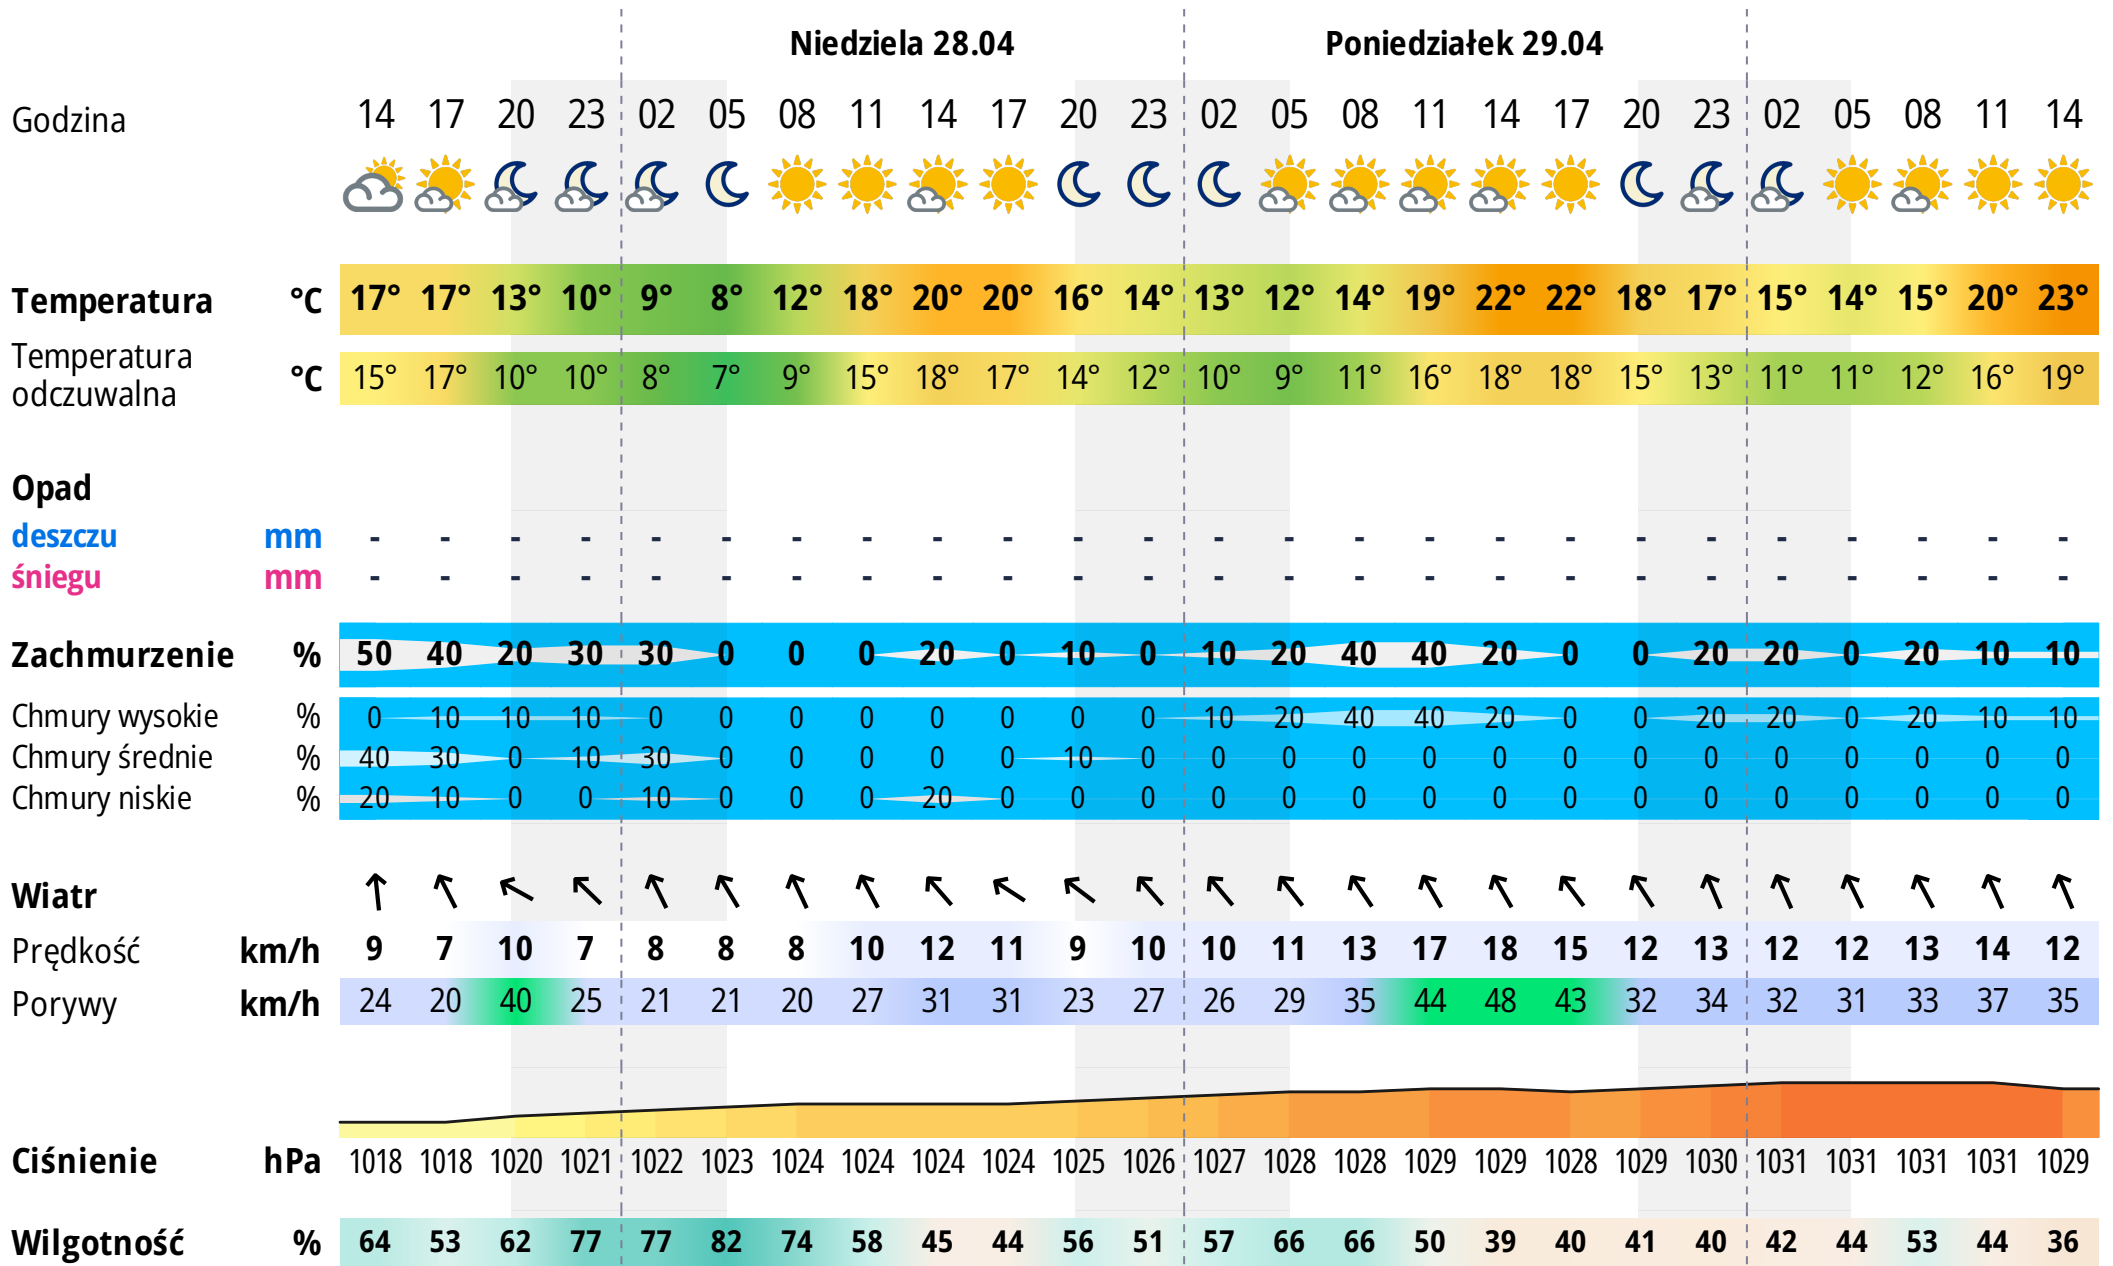 Niedziela 28.04 Poniedziałek 29.04
Godzina 14 17 20 23 02 05 08 11 14 17 20 23 02 05 08 11 14 17 20 23 02 05 08 11 14
Temperatura °C 17° 17° 13° 10° 9° 8° 12° 18° 20° 20° 16° 14° 13° 12° 14° 19° 22° 22° 18° 17° 15° 14° 15° 20° 23°
Temperatura
odczuwalna °C 15° 17° 10° 10° 8° 7° 9° 15° 18° 17° 14° 12° 10° 9° 11° 16° 18° 18° 15° 13° 11° 11° 12° 16° 19°
Opad
deszczu mm - - - - - - - - - - - - - - - - - - - - - - - - -
śniegu mm - - - - - - - - - - - - - - - - - - - - - - - - -
Zachmurzenie % 50 40 20 30 30 0 0 0 20 0 10 0 10 20 40 40 20 0 0 20 20 0 20 10 10
Chmury wysokie % 0 10 10 10 0 0 0 0 0 0 0 0 10 20 40 40 20 0 0 20 20 0 20 10 10
Chmury średnie % 40 30 0 10 30 0 0 0 0 0 10 0 0 0 0 0 0 0 0 0 0 0 0 0 0
Chmury niskie % 20 10 0 0 10 0 0 0 20 0 0 0 0 0 0 0 0 0 0 0 0 0 0 0 0
Wiatr
Prędkość km/h 9 7 10 7 8 8 8 10 12 11 9 10 10 11 13 17 18 15 12 13 12 12 13 14 12
Porywy km/h 24 20 40 25 21 21 20 27 31 31 23 27 26 29 35 44 48 43 32 34 32 31 33 37 35
Ciśnienie hPa 1018 1018 1020 1021 1022 1023 1024 1024 1024 1024 1025 1026 1027 1028 1028 1029 1029 1028 1029 1030 1031 1031 1031 1031 1029
Wilgotność % 64 53 62 77 77 82 74 58 45 44 56 51 57 66 66 50 39 40 41 40 42 44 53 44 36